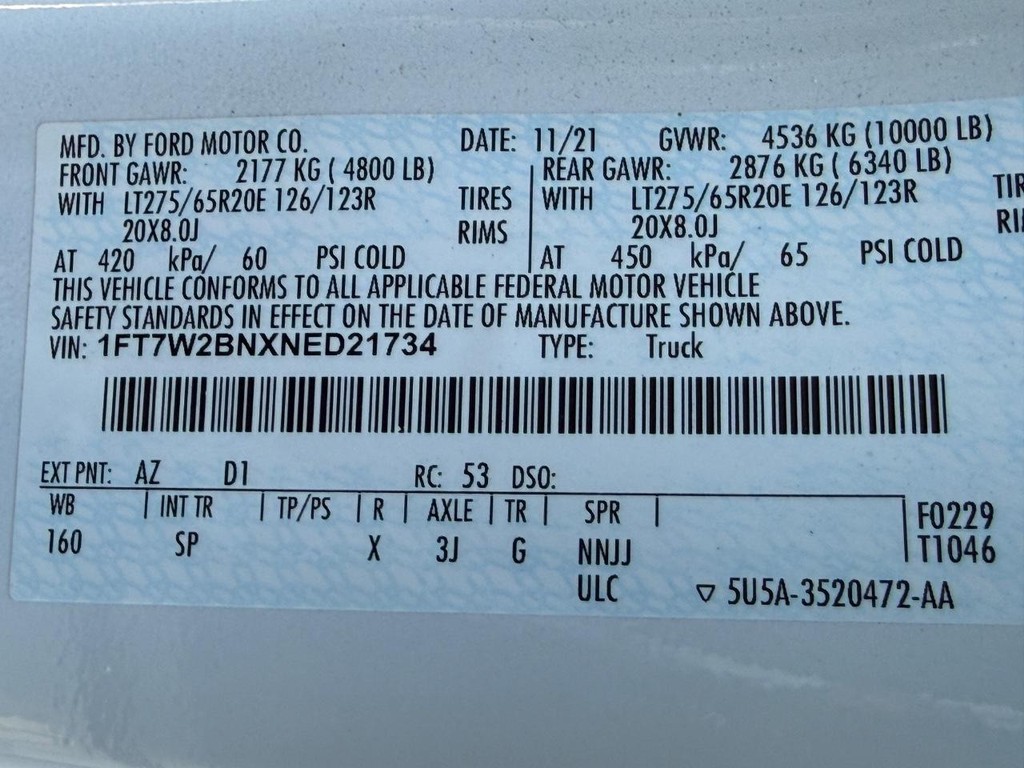 MFD. BY FORD MOTOR CO. DATE: 11/21 GVWR: 4536 KG (10000 LB)
FRONT GAWR: 2177 KG ( 4800 LB) REAR GAWR: 2876 KG ( 6340 LB)
WITH LT275/65R20E 126/123R TIRES WITH LT275/65R20E 126/123R TIR
20X8.0J RIMS 20X8.0J RI
AT 420 kPa/ 60 PSI COLD AT 450 kPa/ 65 PSI COLD
THIS VEHICLE CONFORMS TO ALL APPLICABLE FEDERAL MOTOR VEHICLE
SAFETY STANDARDS IN EFFECT ON THE DATE OF MANUFACTURE SHOWN ABOVE.
VIN: 1FT7W2BNXNED21734 TYPE: Truck
EXT PNT: AZ D1 RC: 53 DSO:
WB | INT TR | TP/PS | R | AXLE | TR | SPR | F0229
160 SP X 3J G NNJJ T1046
ULC ▽ 5U5A-3520472-AA